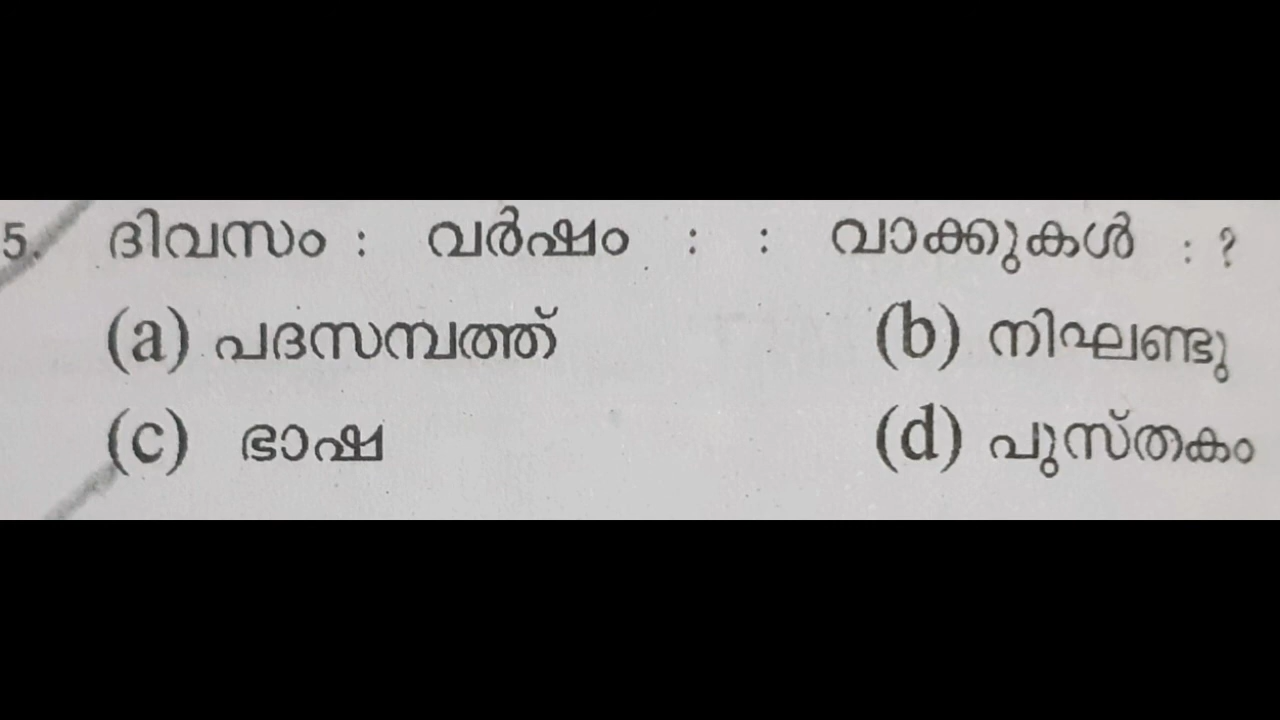 5. ദിവസം : വർഷം : : വാക്കുകൾ : ?
(a) പദസമ്പത്ത് (b) നിഘണ്ടു
(c) ഭാഷ (d) പുസ്തകം